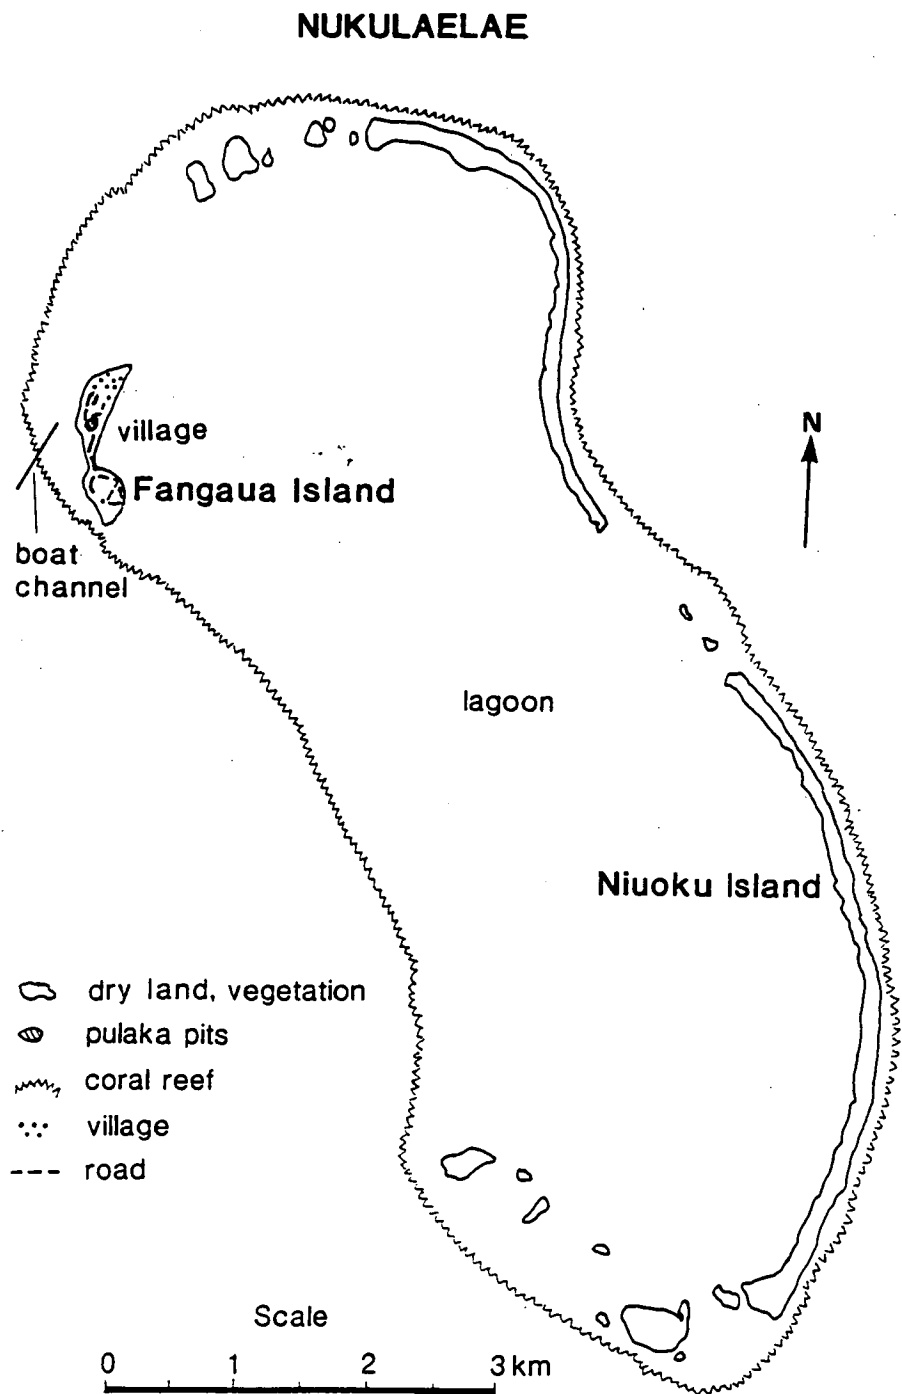 NUKULAELAE
village
Fangaua Island
N
boat
channel
lagoon
Niuoku Island
dry land, vegetation
pulaka pits
coral reef
village
road
Scale
0 1 2 3 km